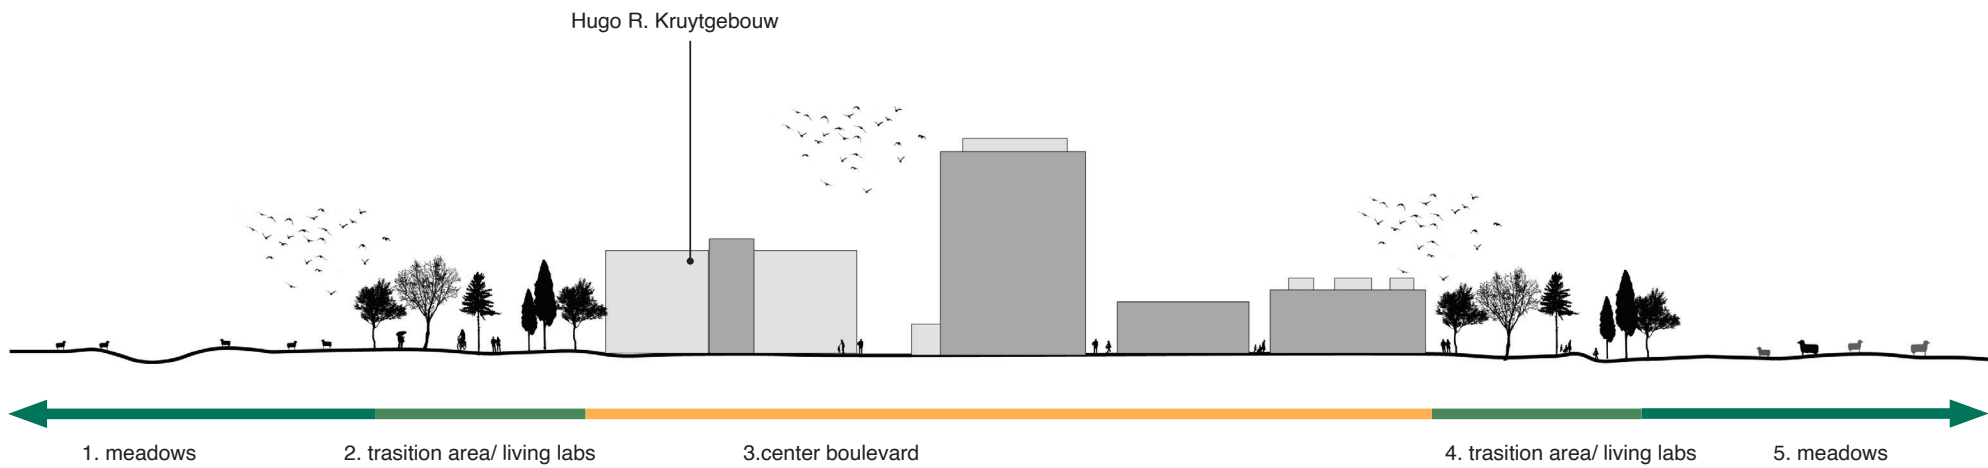 Hugo R. Kruytgebouw
1. meadows
2. trasition area/ living labs
3.center boulevard
4. trasition area/ living labs
5. meadows